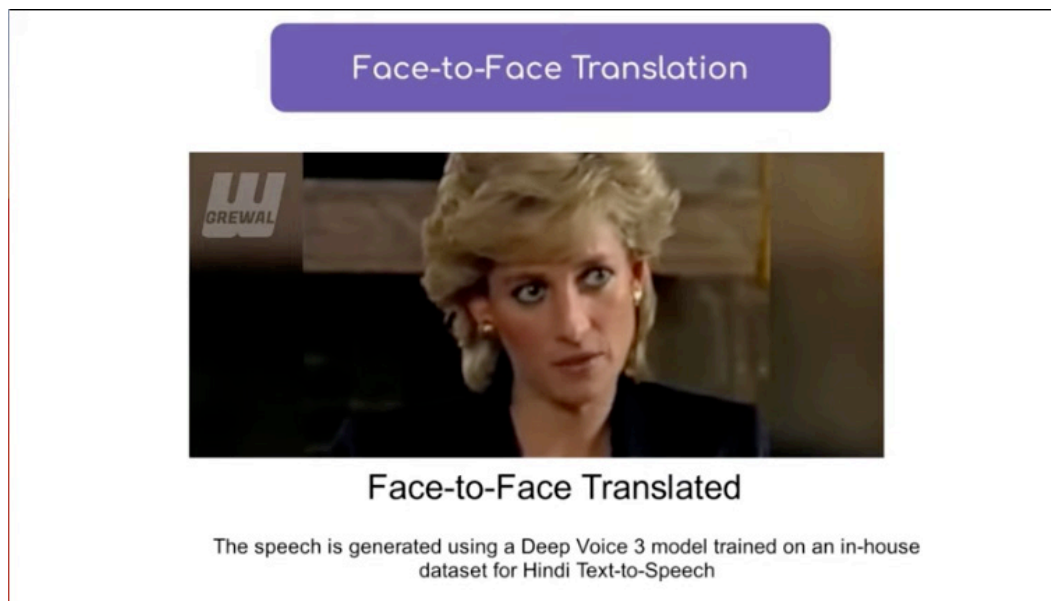 Face-to-Face Translation
GREWAL
Face-to-Face Translated
The speech is generated using a Deep Voice 3 model trained on an in-house
dataset for Hindi Text-to-Speech